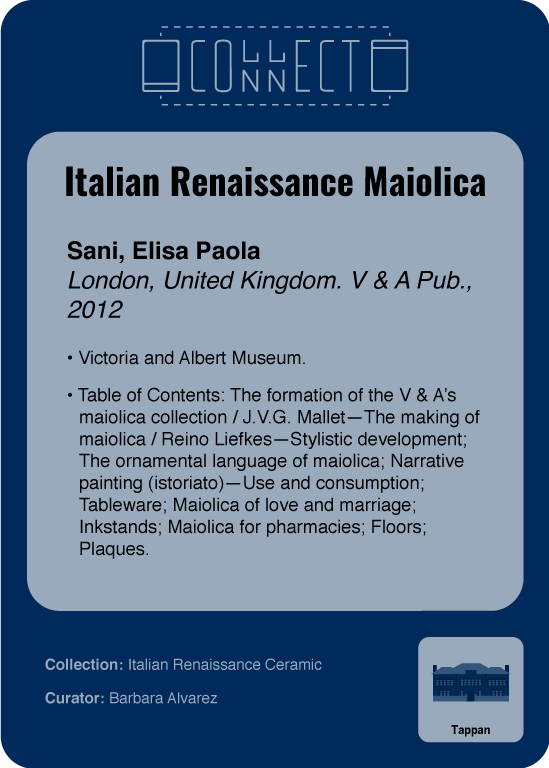 COLLECT
CONNECT
Italian Renaissance Maiolica
Sani, Elisa Paola
London, United Kingdom. V & A Pub.,
2012
• Victoria and Albert Museum.
• Table of Contents: The formation of the V & A’s
maiolica collection / J.V.G. Mallet—The making of
maiolica / Reino Liefkes—Stylistic development;
The ornamental language of maiolica; Narrative
painting (istoriato)—Use and consumption;
Tableware; Maiolica of love and marriage;
Inkstands; Maiolica for pharmacies; Floors;
Plaques.
Collection: Italian Renaissance Ceramic
Curator: Barbara Alvarez
Tappan